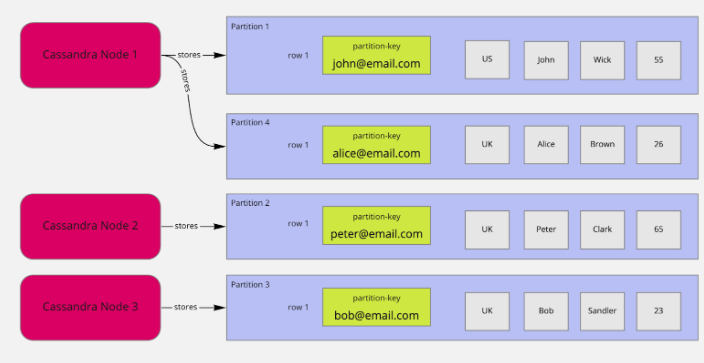 Partition 1
Cassandra Node 1
stores
row 1
partition-key
john@email.com
US
John
Wick
55
stores
Partition 4
row 1
partition-key
alice@email.com
UK
Alice
Brown
26
Partition 2
Cassandra Node 2
stores
row 1
partition-key
peter@email.com
UK
Peter
Clark
65
Partition 3
Cassandra Node 3
stores
row 1
partition-key
bob@email.com
UK
Bob
Sandler
23